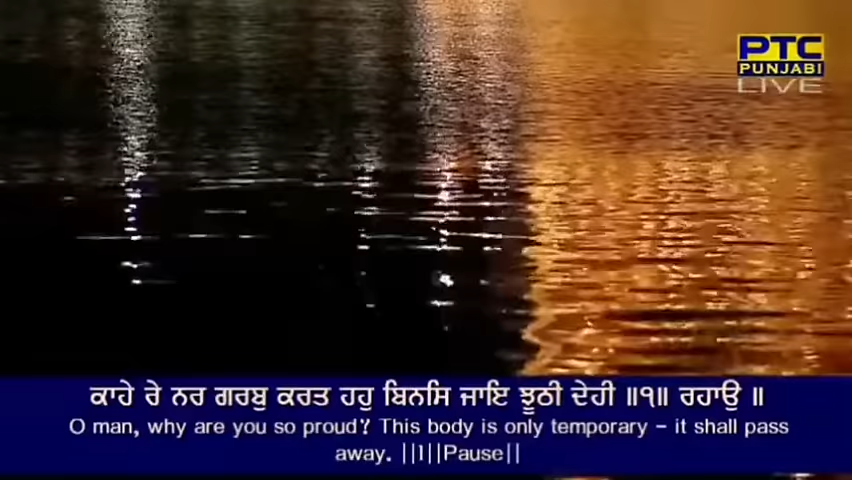 PTC
PUNJABI
LIVE
ਕਾਹੇ ਰੇ ਨਰ ਗਰਬੁ ਕਰਤ ਹਹੁ ਬਿਨਸਿ ਜਾਇ ਝੂਠੀ ਦੇਹੀ ॥੧॥ ਰਹਾਉ ॥
O man, why are you so proud? This body is only temporary - it shall pass
away. ||1||Pause||